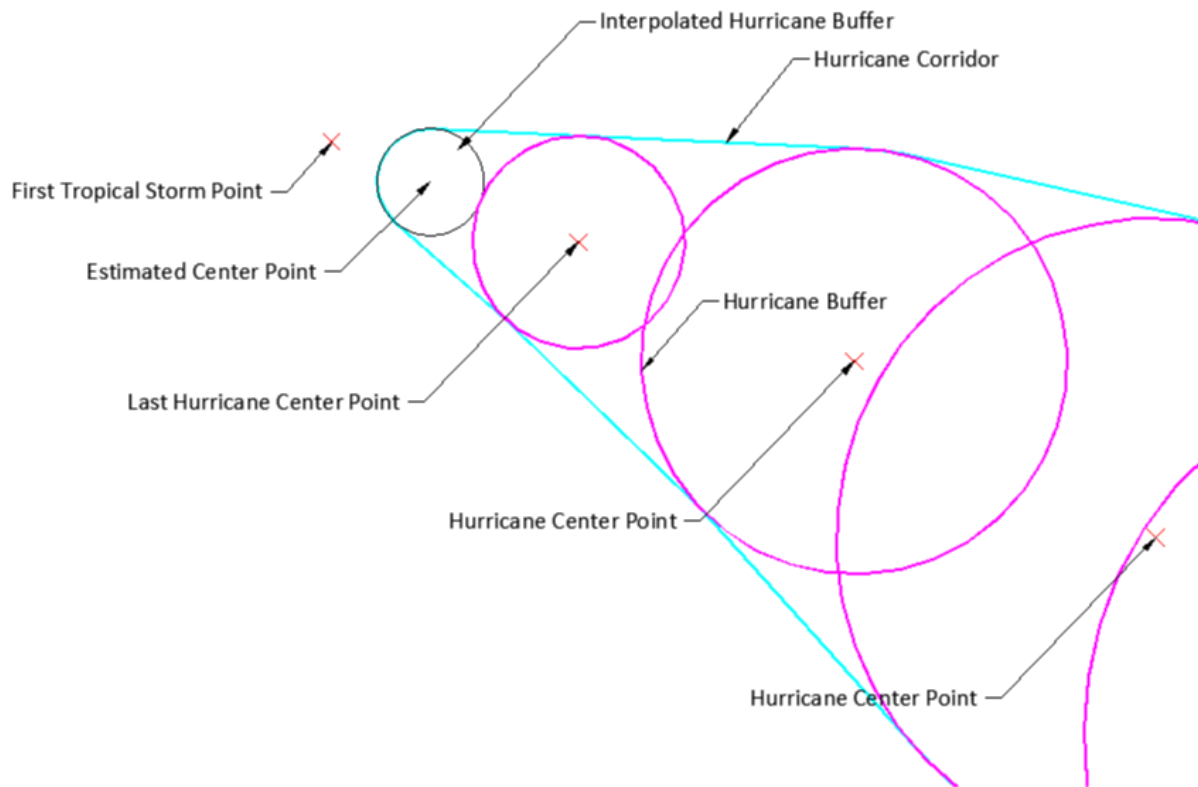 Interpolated Hurricane Buffer
Hurricane Corridor
First Tropical Storm Point
Estimated Center Point
Hurricane Buffer
Last Hurricane Center Point
Hurricane Center Point
Hurricane Center Point